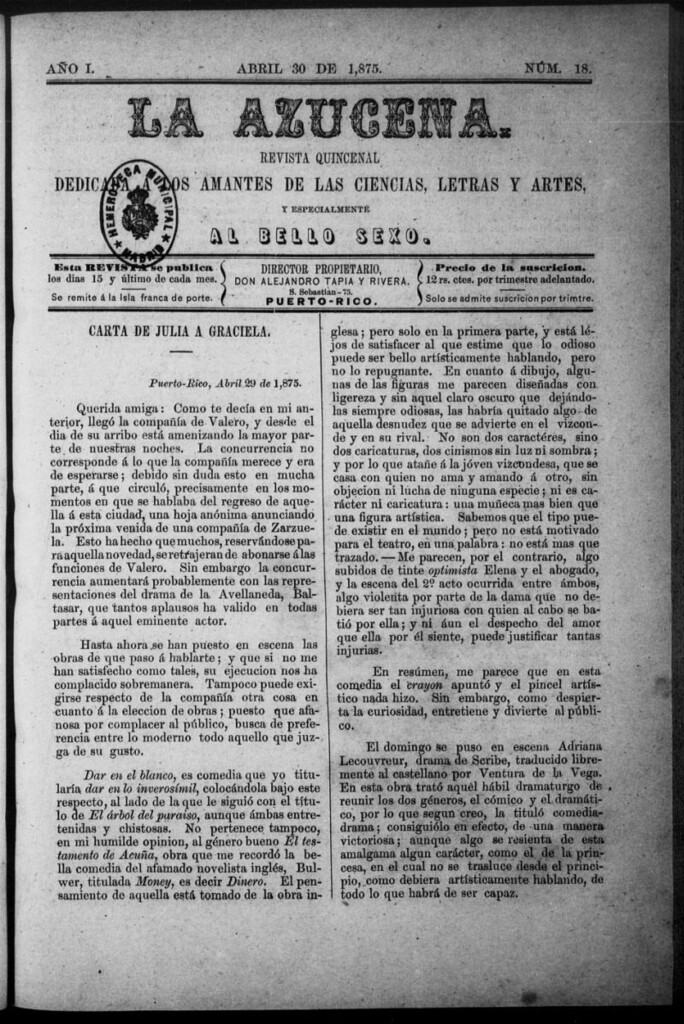 AÑO I.
ABRIL 30 DE 1,875.
NÚM. 18.
LA AZUCENA.
REVISTA QUINCENAL
DEDICADA Á LOS AMANTES DE LAS CIENCIAS, LETRAS Y ARTES,
Y ESPECIALMENTE
AL BELLO SEXO.
HEMEROTECA MUNICIPAL
MADRID
Esta REVISTA se publica
los dias 15 y último de cada mes.
Se remite á la Isla franca de porte.
DIRECTOR PROPIETARIO,
DON ALEJANDRO TAPIA Y RIVERA.
S. Sebastian-75.
PUERTO-RICO.
Precio de la suscricion.
12 rs. ctes. por trimestre adelantado.
Solo se admite suscricion por trimtre.
CARTA DE JULIA A GRACIELA.
Puerto-Rico, Abril 29 de 1,875.
Querida amiga: Como te decía en mi an-
terior, llegó la compañía de Valero, y desde el
dia de su arribo está amenizando la mayor par-
te de nuestras noches. La concurrencia no
corresponde á lo que la compañía merece y era
de esperarse; debido sin duda esto en mucha
parte, á que circuló, precisamente en los mo-
mentos en que se hablaba del regreso de aque-
lla á esta ciudad, una hoja anónima anunciando
la próxima venida de una compañía de Zarzue-
la. Esto ha hecho que muchos, reservándose pa-
ra aquella novedad, se retrajeran de abonarse á las
funciones de Valero. Sin embargo la concur-
rencia aumentará probablemente con las repre-
sentaciones del drama de la Avellaneda, Bal-
tasar, que tantos aplausos ha valido en todas
partes á aquel eminente actor.
Hasta ahora se han puesto en escena las
obras de que paso á hablarte; y que si no me
han satisfecho como tales, su ejecucion nos ha
complacido sobremanera. Tampoco puede exi-
girse respecto de la compañía otra cosa en
cuanto á la eleccion de obras; puesto que afa-
nosa por complacer al público, busca de prefe-
rencia entre lo moderno todo aquello que juz-
ga de su gusto.
Dar en el blanco, es comedia que yo titu-
laría dar en lo inverosímil, colocándola bajo este
respecto, al lado de la que le siguió con el títu-
lo de El árbol del paraiso, aunque ámbas entre-
tenidas y chistosas. No pertenece tampoco,
en mi humilde opinion, al género bueno El tes-
tamento de Acuña, obra que me recordó la be-
lla comedia del afamado novelista inglés, Bul-
wer, titulada Money, es decir Dinero. El pen-
samiento de aquella está tomado de la obra in-
glesa; pero solo en la primera parte, y está lé-
jos de satisfacer al que estime que lo odioso
puede ser bello artísticamente hablando, pero
no lo repugnante. En cuanto á dibujo, algu-
nas de las figuras me parecen diseñadas con
ligereza y sin aquel claro oscuro que dejándo-
las siempre odiosas, las habría quitado algo de
aquella desnudez que se advierte en el vizcon-
de y en su rival. No son dos caractéres, sino
dos caricaturas, dos cinismos sin luz ni sombra;
y por lo que atañe á la jóven vizcondesa, que se
casa con quien no ama y amando á otro, sin
objecion ni lucha de ninguna especie; ni es ca-
rácter ni caricatura: una muñeca mas bien que
una figura artística. Sabemos que el tipo pue-
de existir en el mundo; pero no está motivado
para el teatro, en una palabra: no está mas que
trazado.—Me parecen, por el contrario, algo
subidos de tinte optimista Elena y el abogado,
y la escena del 2º acto ocurrida entre ámbos,
algo violenta por parte de la dama que no de-
biera ser tan injuriosa con quien al cabo se ba-
tió por ella; y ni áun el despecho del amor
que ella por él siente, puede justificar tantas
injurias.
En resúmen, me parece que en esta
comedia el crayon apuntó y el pincel artís-
tico nada hizo. Sin embargo, como despier-
ta la curiosidad, entretiene y divierte al públi-
co.
El domingo se puso en escena Adriana
Lecouvreur, drama de Scribe, traducido libre-
mente al castellano por Ventura de la Vega.
En esta obra trató aquel hábil dramaturgo de
reunir los dos géneros, el cómico y el dramáti-
co, por lo que segun creo, la tituló comedia-
drama; consiguiólo en efecto, de una manera
victoriosa; aunque algo se resienta de esta
amalgama algun carácter, como el de la prin-
cesa, en el cual no se trasluce desde el princi-
pio, como debiera artísticamente hablando, de
todo lo que habrá de ser capaz.